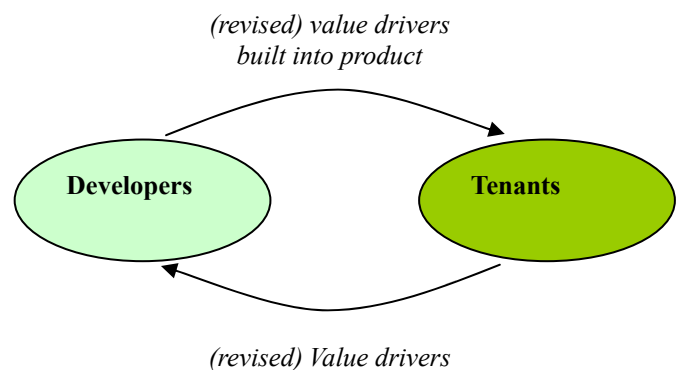 (revised) value drivers
built into product
Developers
Tenants
(revised) Value drivers